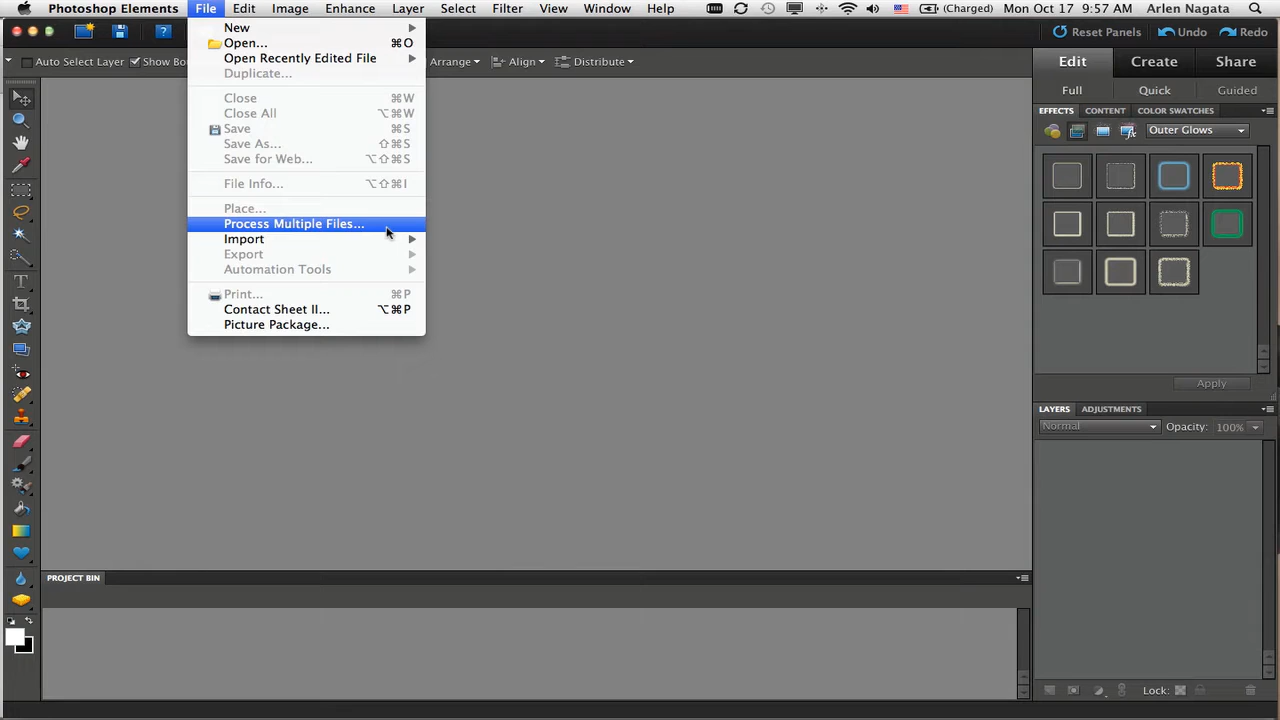 Photoshop Elements File Edit Image Enhance Layer Select Filter View Window Help (Charged) Mon Oct 17 9:57 AM Arlen Nagata
Reset Panels Undo Redo
Auto Select Layer Show Bo Arrange Align Distribute
Edit Create Share
Full Quick Guided
New
Open... ⌘O
Open Recently Edited File
Duplicate...
Close ⌘W
Close All ⌥⌘W
Save ⌘S
Save As... ⇧⌘S
Save for Web... ⌥⇧⌘S
File Info... ⌥⇧⌘I
Place...
Process Multiple Files...
Import
Export
Automation Tools
Print... ⌘P
Contact Sheet II... ⌥⌘P
Picture Package...
EFFECTS CONTENT COLOR SWATCHES
Outer Glows
Apply
LAYERS ADJUSTMENTS
Normal Opacity: 100%
PROJECT BIN
Lock: